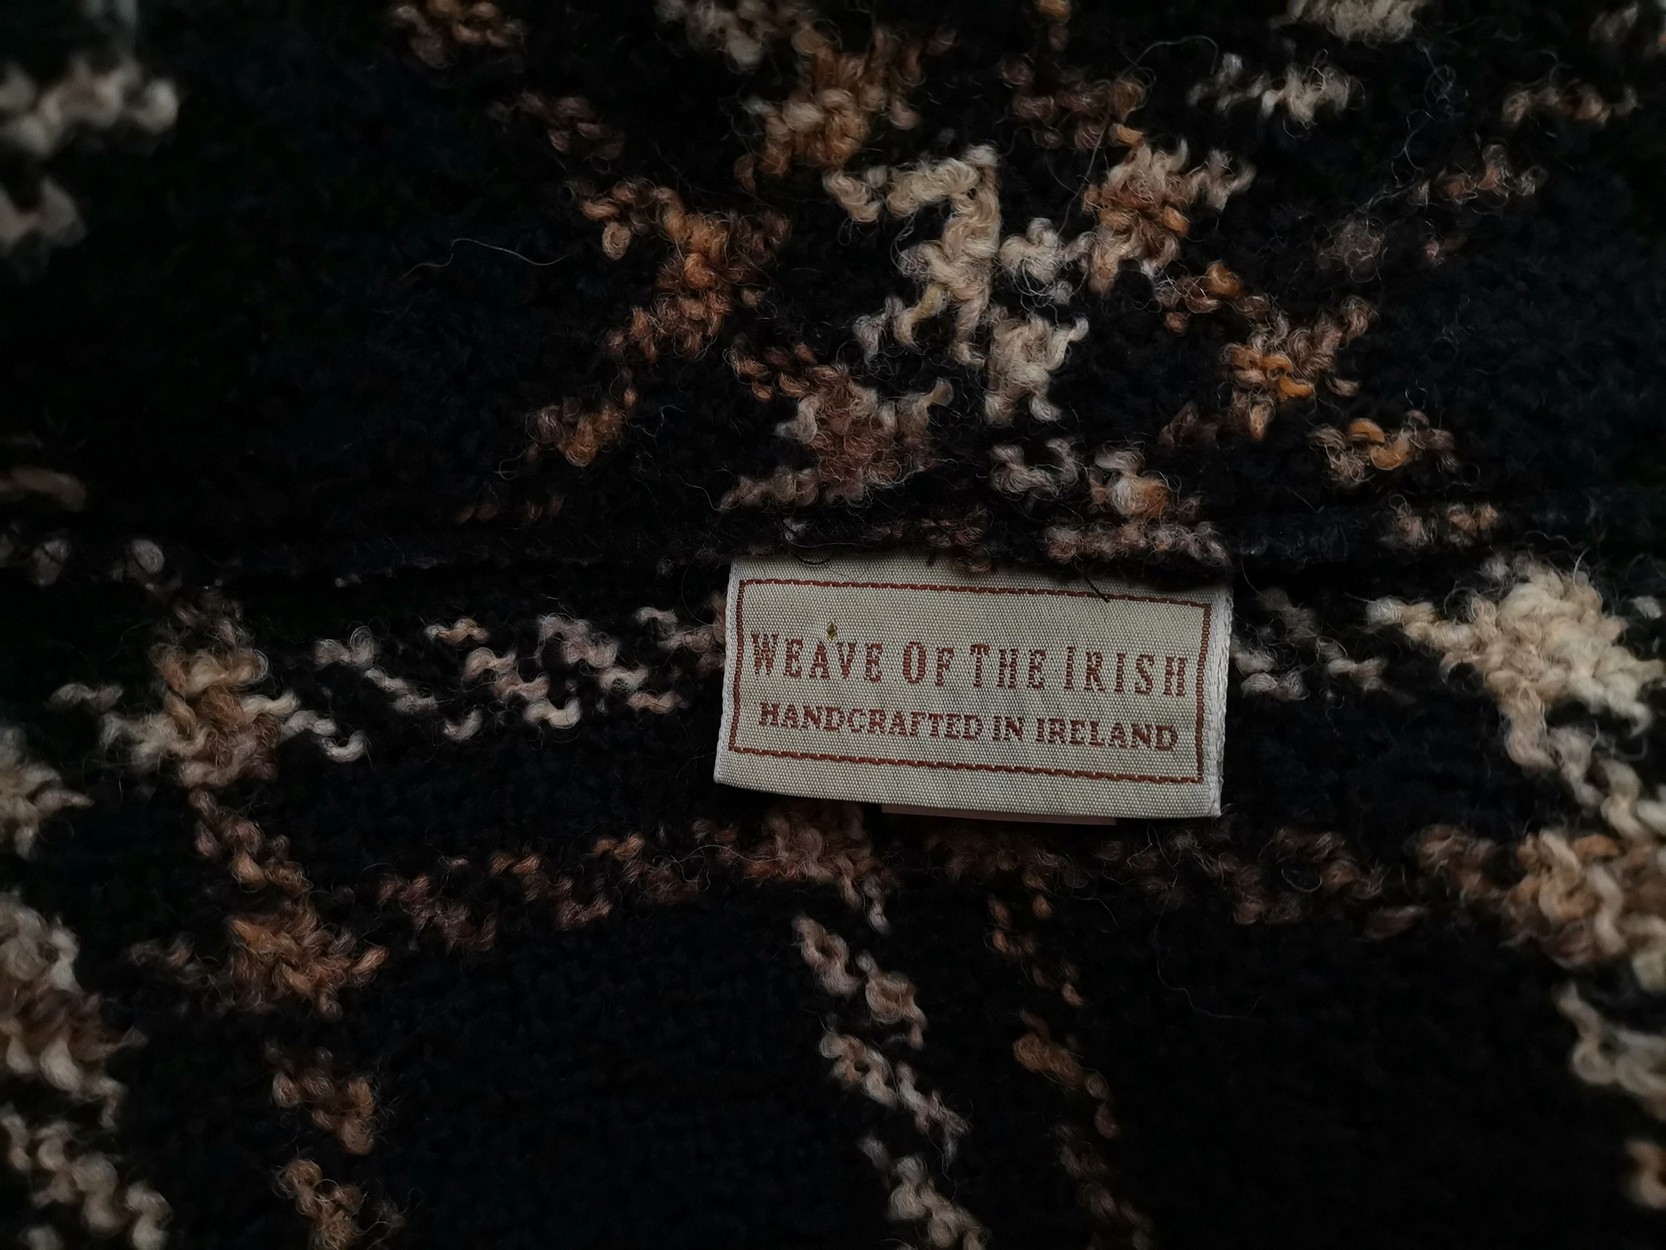 WEAVE OF THE IRISH
HANDCRAFTED IN IRELAND